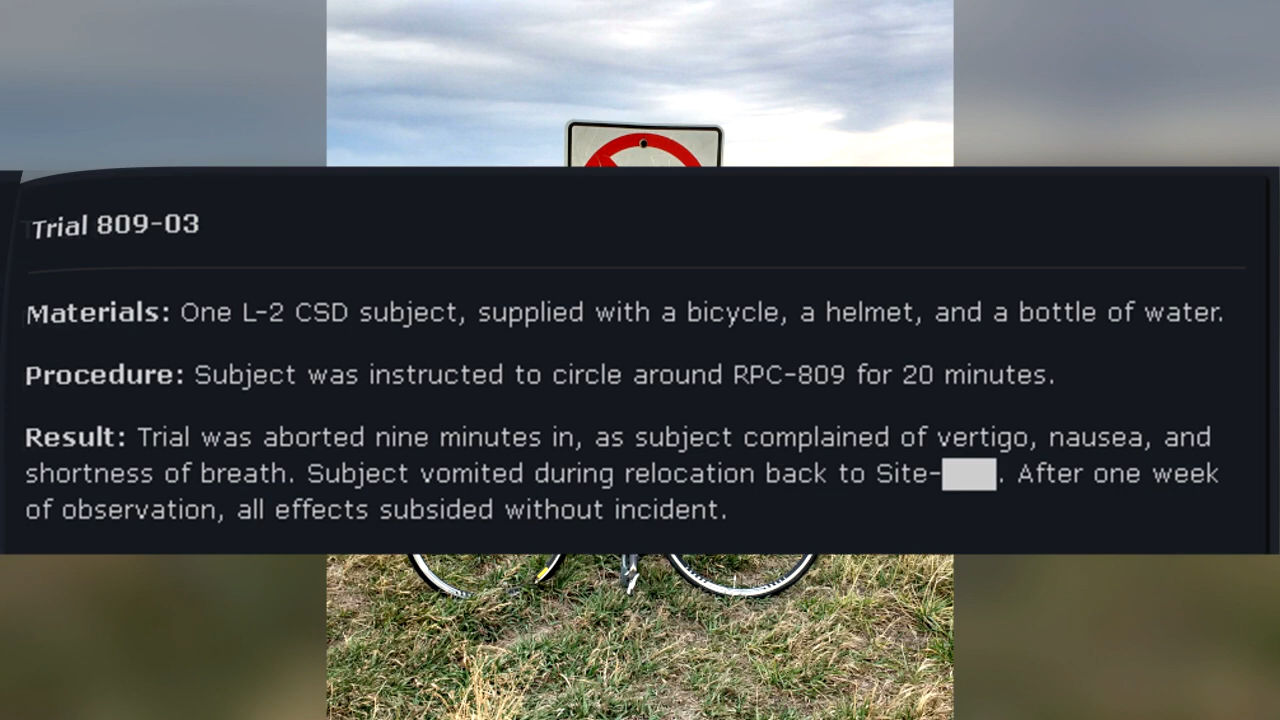 Trial 809-03
Materials: One L-2 CSD subject, supplied with a bicycle, a helmet, and a bottle of water.
Procedure: Subject was instructed to circle around RPC-809 for 20 minutes.
Result: Trial was aborted nine minutes in, as subject complained of vertigo, nausea, and
shortness of breath. Subject vomited during relocation back to Site-███. After one week
of observation, all effects subsided without incident.